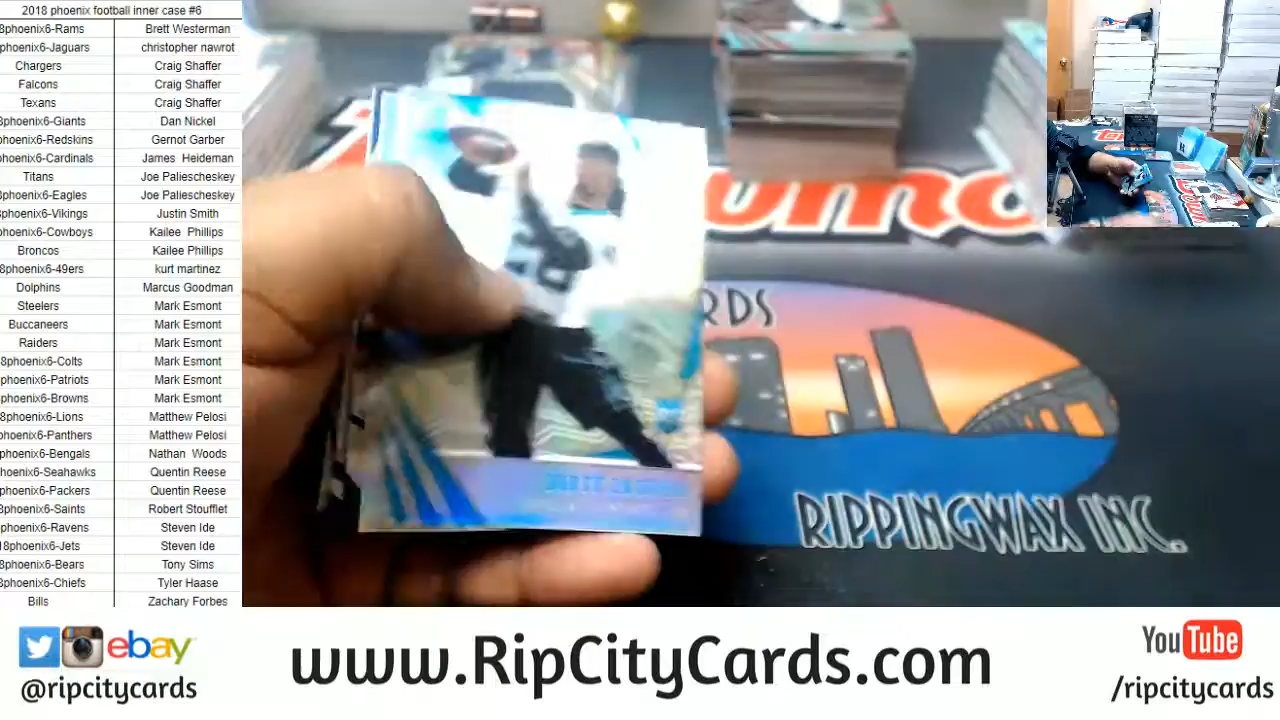 2018 phoenix football inner case #6
8phoenix6-Rams Brett Westerman
phoenix6-Jaguars christopher nawrot
Chargers Craig Shaffer
Falcons Craig Shaffer
Texans Craig Shaffer
8phoenix6-Giants Dan Nickel
phoenix6-Redskins Gernot Garber
phoenix6-Cardinals James Heideman
Titans Joe Paliescheskey
8phoenix6-Eagles Joe Paliescheskey
8phoenix6-Vikings Justin Smith
phoenix6-Cowboys Kailee Phillips
Broncos Kailee Phillips
8phoenix6-49ers kurt martinez
Dolphins Marcus Goodman
Steelers Mark Esmont
Buccaneers Mark Esmont
Raiders Mark Esmont
8phoenix6-Colts Mark Esmont
phoenix6-Patriots Mark Esmont
phoenix6-Browns Mark Esmont
8phoenix6-Lions Matthew Pelosi
phoenix6-Panthers Matthew Pelosi
phoenix6-Bengals Nathan Woods
hoenix6-Seahawks Quentin Reese
phoenix6-Packers Quentin Reese
8phoenix6-Saints Robert Stoufflet
phoenix6-Ravens Steven Ide
18phoenix6-Jets Steven Ide
8phoenix6-Bears Tony Sims
8phoenix6-Chiefs Tyler Haase
Bills Zachary Forbes
RDS
RIPPINGWAX INC.
ebay
@ripcitycards
www.RipCityCards.com
YouTube
/ripcitycards